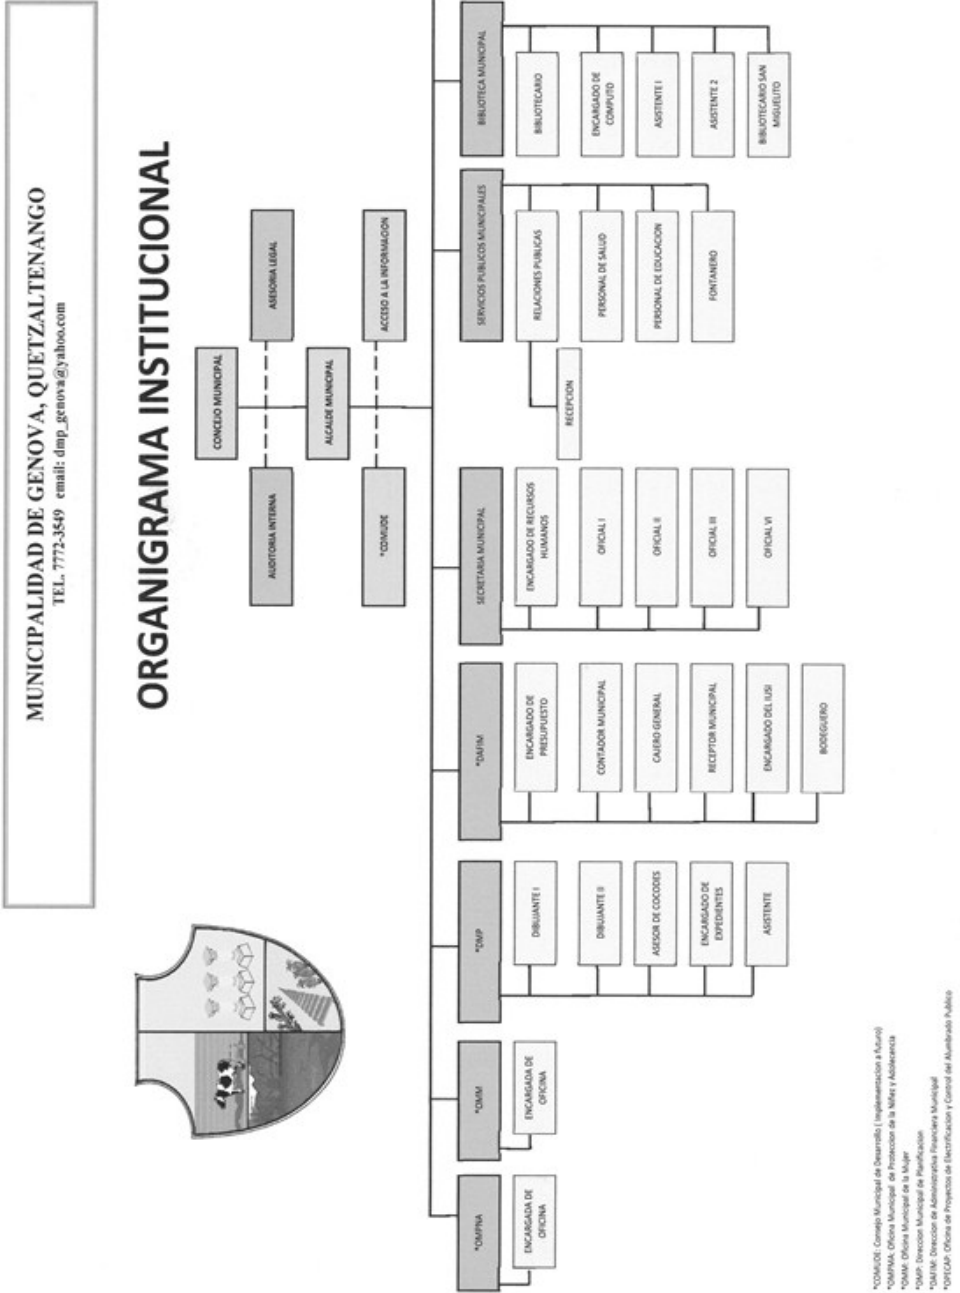 MUNICIPALIDAD DE GENOVA, QUETZALTENANGO
TEL. 7772-3549 email: dmp_genova@yahoo.com
ORGANIGRAMA INSTITUCIONAL
CONCEJO MUNICIPAL
AUDITORIA INTERNA
ASESORIA LEGAL
ALCALDE MUNICIPAL
*COMUDE
ACCESO A LA INFORMACION
*OMPNA
ENCARGADA DE
OFICINA
*OMM
ENCARGADA DE
OFICINA
*DMP
DIBUJANTE I
DIBUJANTE II
ASESOR DE COCODES
ENCARGADO DE
EXPEDIENTES
ASISTENTE
*DAFIM
ENCARGADO DE
PRESUPUESTO
CONTADOR MUNICIPAL
CAJERO GENERAL
RECEPTOR MUNICIPAL
ENCARGADO DEL IUSI
BODEGUERO
SECRETARIA MUNICIPAL
ENCARGADO DE RECURSOS
HUMANOS
OFICIAL I
OFICIAL II
OFICIAL III
OFICIAL VI
SERVICIOS PUBLICOS MUNICIPALES
RELACIONES PUBLICAS
RECEPCION
PERSONAL DE SALUD
PERSONAL DE EDUCACION
FONTANERO
BIBLIOTECA MUNICIPAL
BIBLIOTECARIO
ENCARGADO DE
COMPUTO
ASISTENTE I
ASISTENTE 2
BIBLIOTECARIO SAN
MIGUELITO
*COMUDE: Consejo Municipal de Desarrollo ( Implementacion a futuro)
*OMPMA: Oficina Municipal de Proteccion de la Niñez y Adolecencia
*OMM: Oficina Municipal de la Mujer
*DMP: Direccion Municipal de Planificacion
*DAFIM: Direccion de Administrativa Financiera Municipal
*OPECAP: Oficina de Proyectos de Electrificacion y Control del Alumbrado Publico